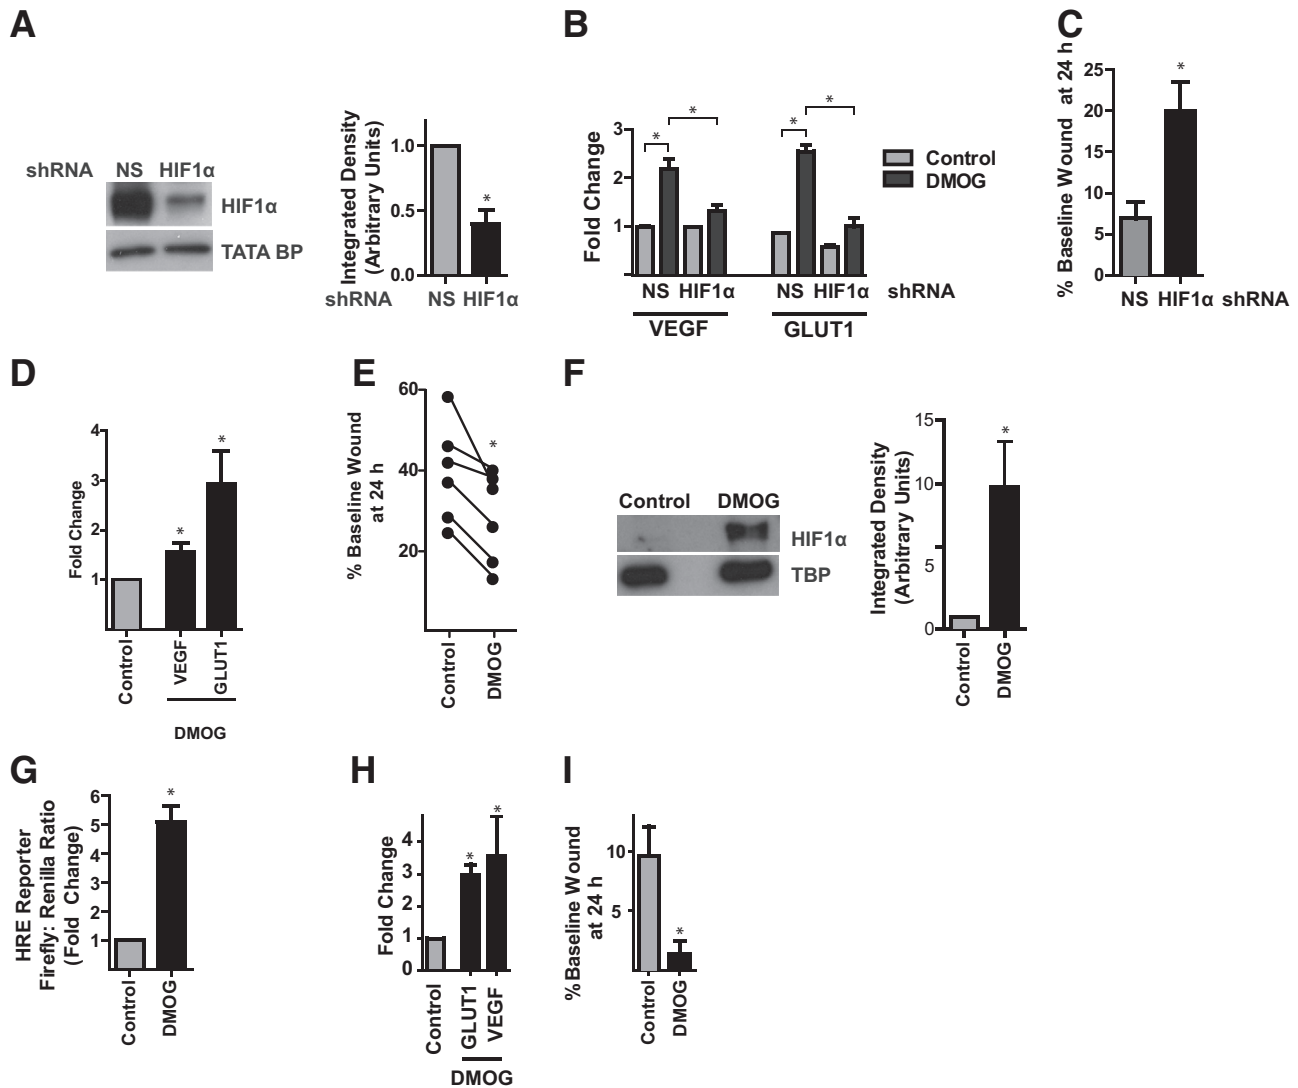 A
shRNA NS HIF1α
HIF1α
TATA BP
Integrated Density
(Arbitrary Units)
1.0
0.5
0.0
*
shRNA NS HIF1α
B
Fold Change
3
2
1
* * * *
Control
DMOG
NS HIF1α NS HIF1α shRNA
VEGF GLUT1
C
% Baseline Wound at 24 h
25
20
15
10
5
0
*
NS HIF1α shRNA
D
Fold Change
4
3
2
1
* *
Control
VEGF
GLUT1
DMOG
E
% Baseline Wound
at 24 h
60
40
20
*
Control
DMOG
F
Control DMOG
HIF1α
TBP
Integrated Density
(Arbitrary Units)
15
10
5
0
*
Control
DMOG
G
HRE Reporter
Firefly: Renilla Ratio
(Fold Change)
6
5
4
3
2
1
*
Control
DMOG
H
Fold Change
4
3
2
1
0
* *
Control
GLUT1
VEGF
DMOG
I
%Baseline Wound
at 24 h
10
5
*
Control
DMOG